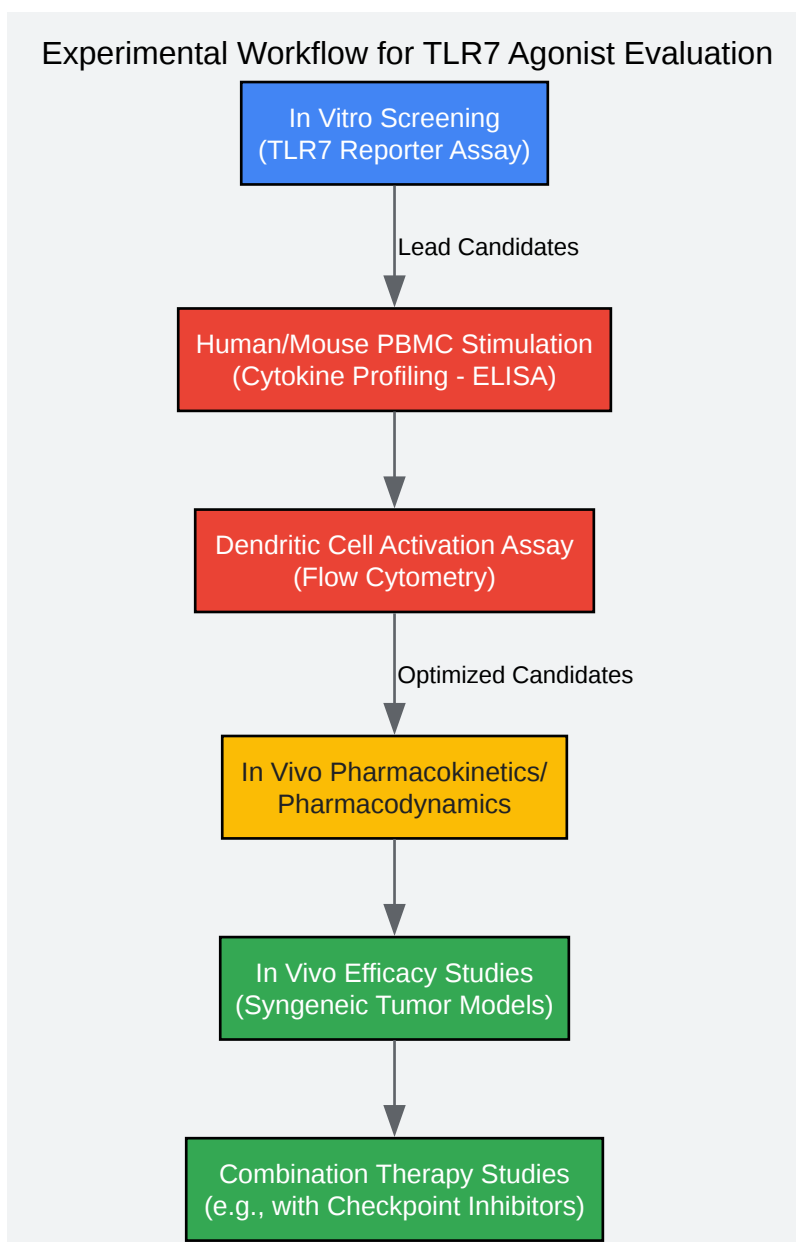 Experimental Workflow for TLR7 Agonist Evaluation
In Vitro Screening
(TLR7 Reporter Assay)
Lead Candidates
Human/Mouse PBMC Stimulation
(Cytokine Profiling - ELISA)
Dendritic Cell Activation Assay
(Flow Cytometry)
Optimized Candidates
In Vivo Pharmacokinetics/
Pharmacodynamics
In Vivo Efficacy Studies
(Syngeneic Tumor Models)
Combination Therapy Studies
(e.g., with Checkpoint Inhibitors)